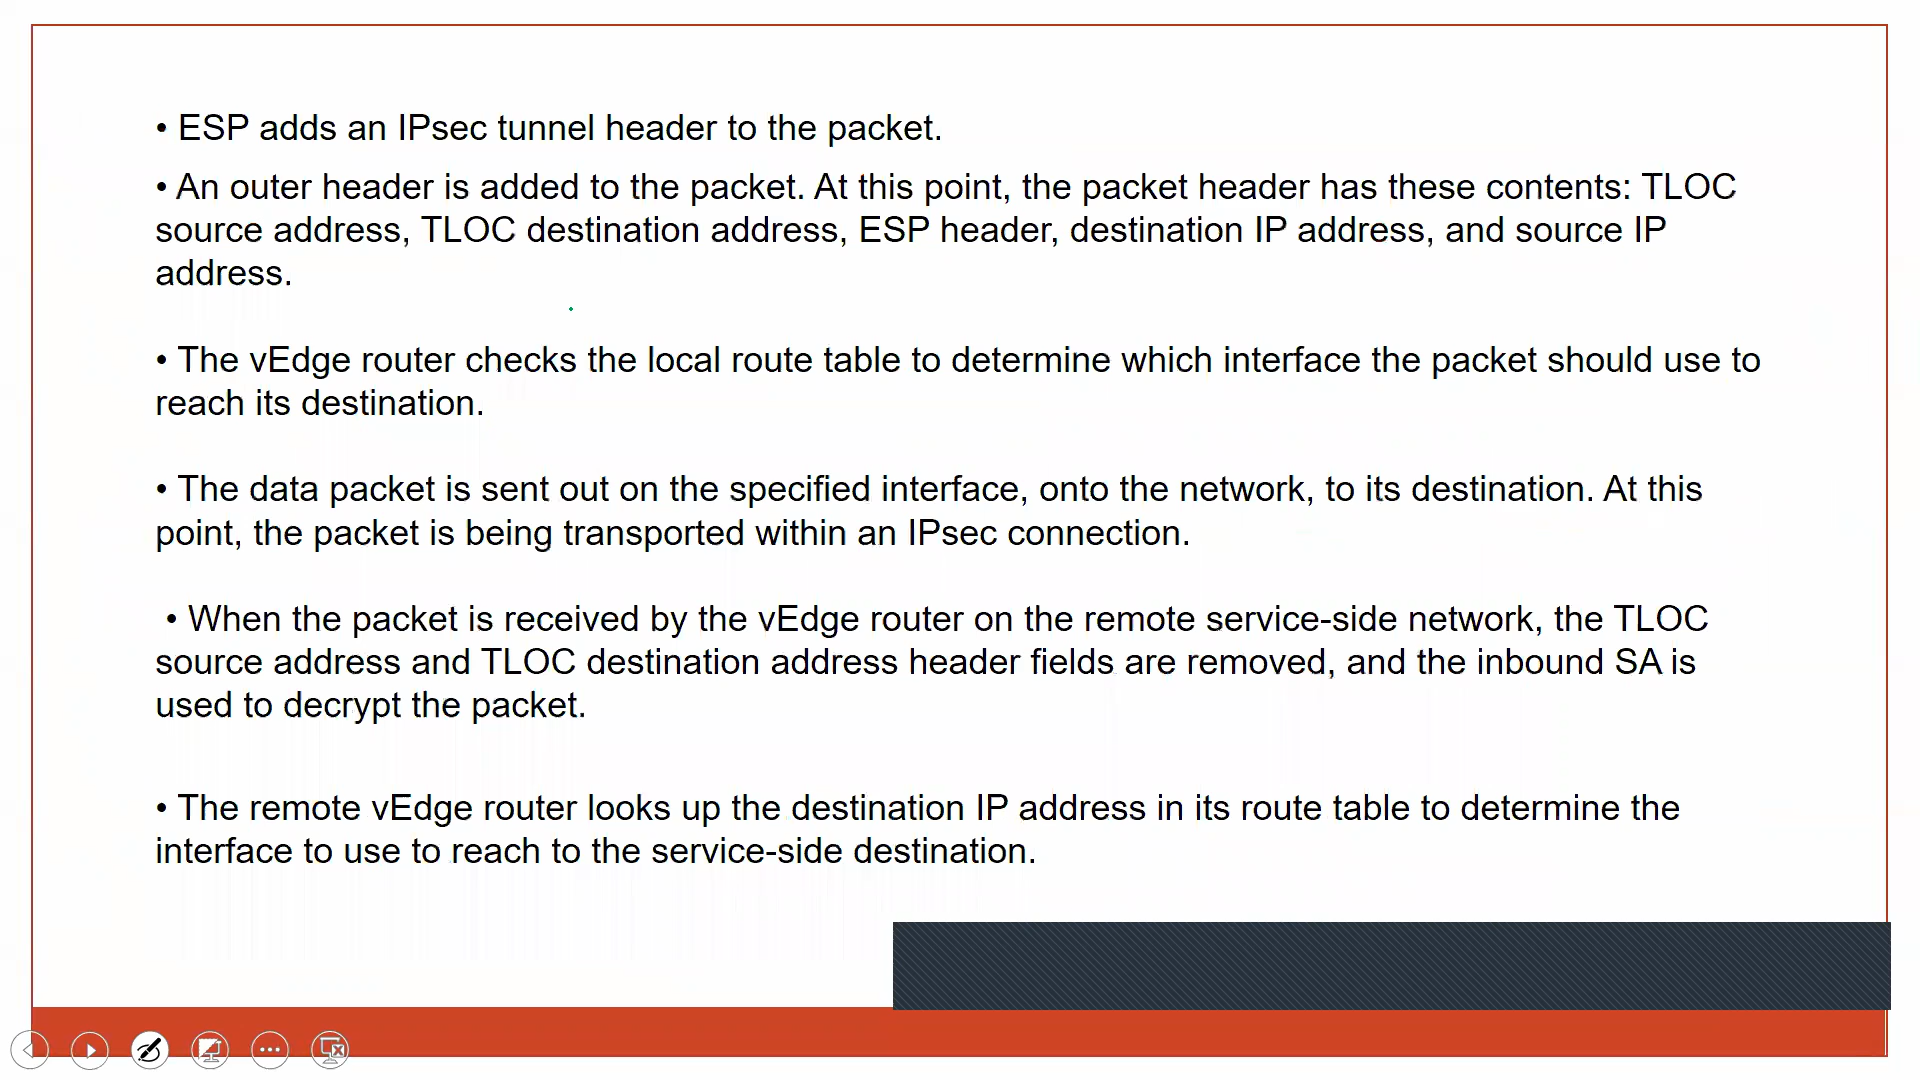 • ESP adds an IPsec tunnel header to the packet.
• An outer header is added to the packet. At this point, the packet header has these contents: TLOC
source address, TLOC destination address, ESP header, destination IP address, and source IP
address.
• The vEdge router checks the local route table to determine which interface the packet should use to
reach its destination.
• The data packet is sent out on the specified interface, onto the network, to its destination. At this
point, the packet is being transported within an IPsec connection.
• When the packet is received by the vEdge router on the remote service-side network, the TLOC
source address and TLOC destination address header fields are removed, and the inbound SA is
used to decrypt the packet.
• The remote vEdge router looks up the destination IP address in its route table to determine the
interface to use to reach to the service-side destination.